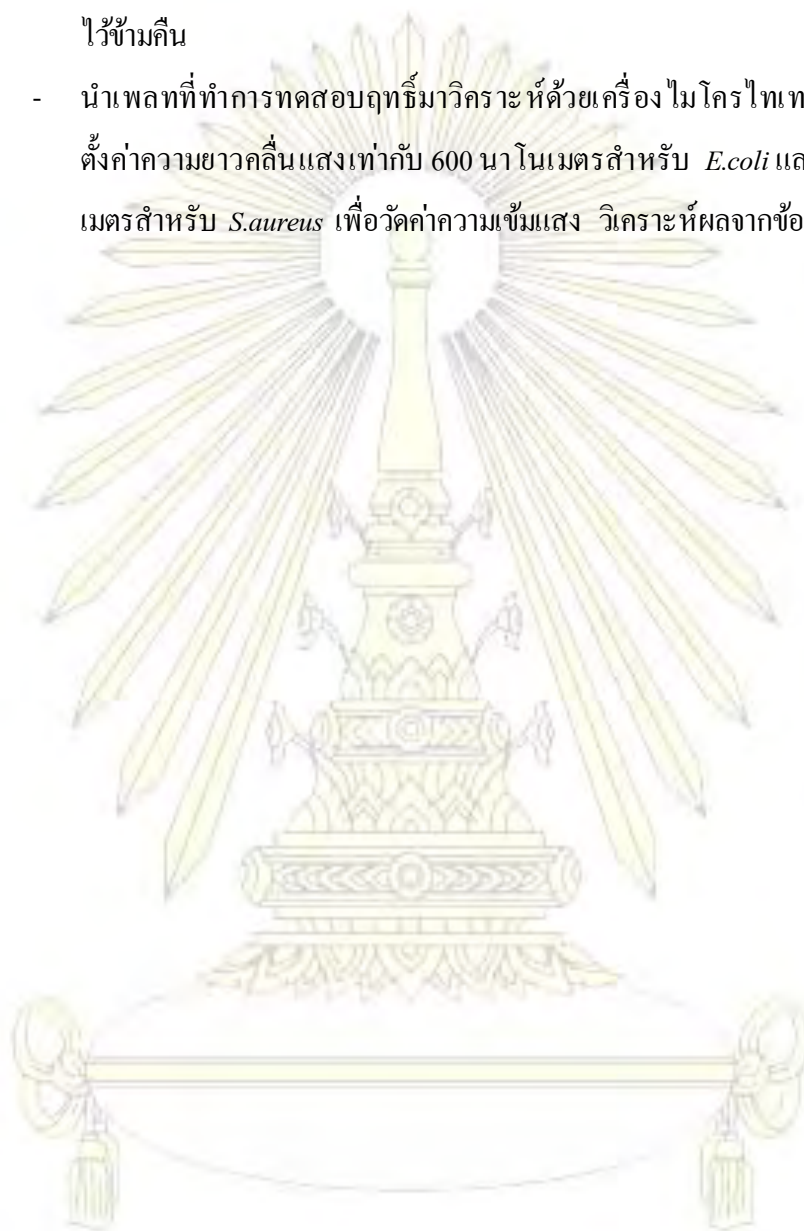 ไว้ข้ามคืน
- นำเพลทที่ทำการทดสอบฤทธิ์มาวิคราะห์ด้วยเครื่องไมโครไทเท
ตั้งค่าความยาวคลื่นแสงเท่ากับ 600 นาโนเมตรสำหรับ E.coli แล
เมตรสำหรับ S.aureus เพื่อวัดค่าความเข้มแสง วิเคราะห์ผลจากข้อ